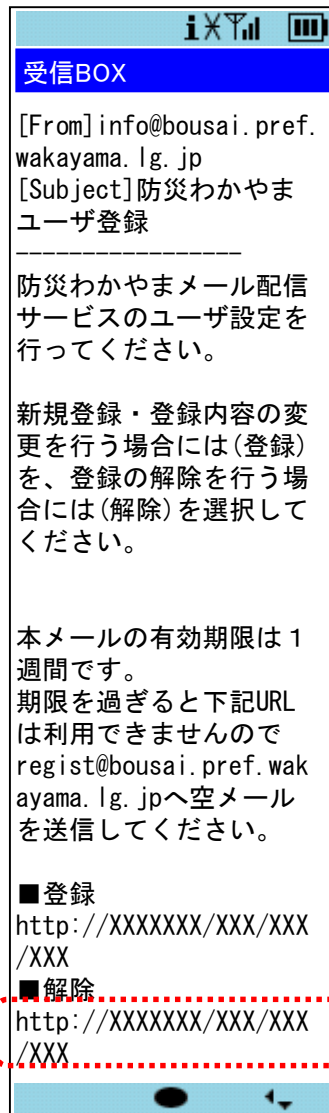 受信BOX
[From]info@bousai.pref.
wakayama.lg.jp
[Subject]防災わかやま
ユーザ登録
-----------------
防災わかやまメール配信
サービスのユーザ設定を
行ってください。
新規登録・登録内容の変
更を行う場合には(登録)
を、登録の解除を行う場
合には(解除)を選択して
ください。
本メールの有効期限は１
週間です。
期限を過ぎると下記URL
は利用できませんので
regist@bousai.pref.wak
ayama.lg.jpへ空メール
を送信してください。
■登録
http://XXXXXXX/XXX/XXX
/XXX
■解除
http://XXXXXXX/XXX/XXX
/XXX